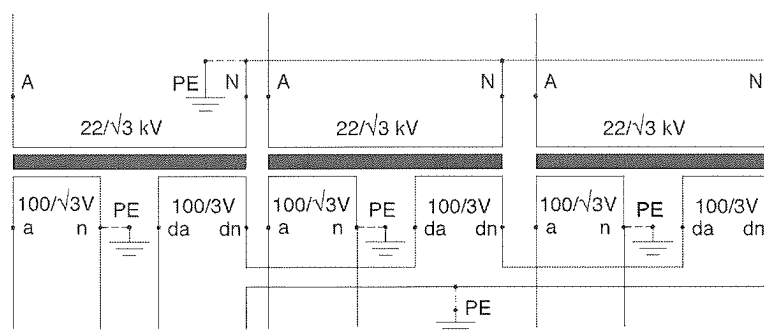 A PE N A N A N
22/√3 kV 22/√3 kV 22/√3 kV
100/√3V PE 100/3V 100/√3V PE 100/3V 100/√3V PE 100/3V
a n da dn a n da dn a n da dn
PE